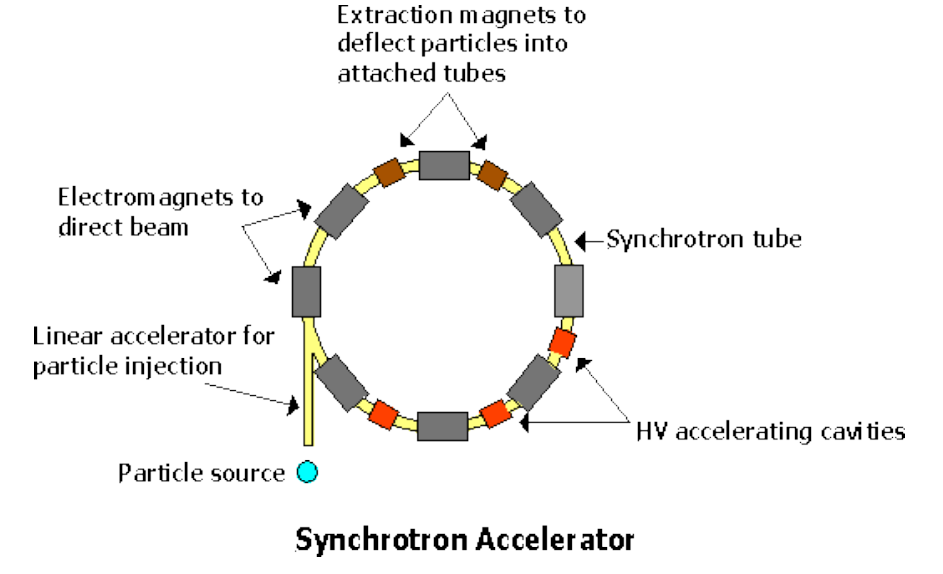 Extraction magnets to
deflect particles into
attached tubes
Electromagnets to
direct beam
Synchrotron tube
Linear accelerator for
particle injection
HV accelerating cavities
Particle source
Synchrotron Accelerator